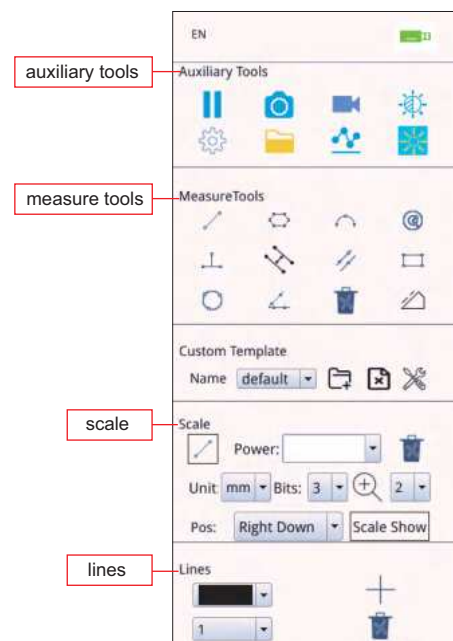 EN
auxiliary tools
Auxiliary Tools
measure tools
MeasureTools
Custom Template
Name default
scale
Scale
Power:
Unit mm Bits: 3 2
Pos: Right Down Scale Show
lines
Lines
1